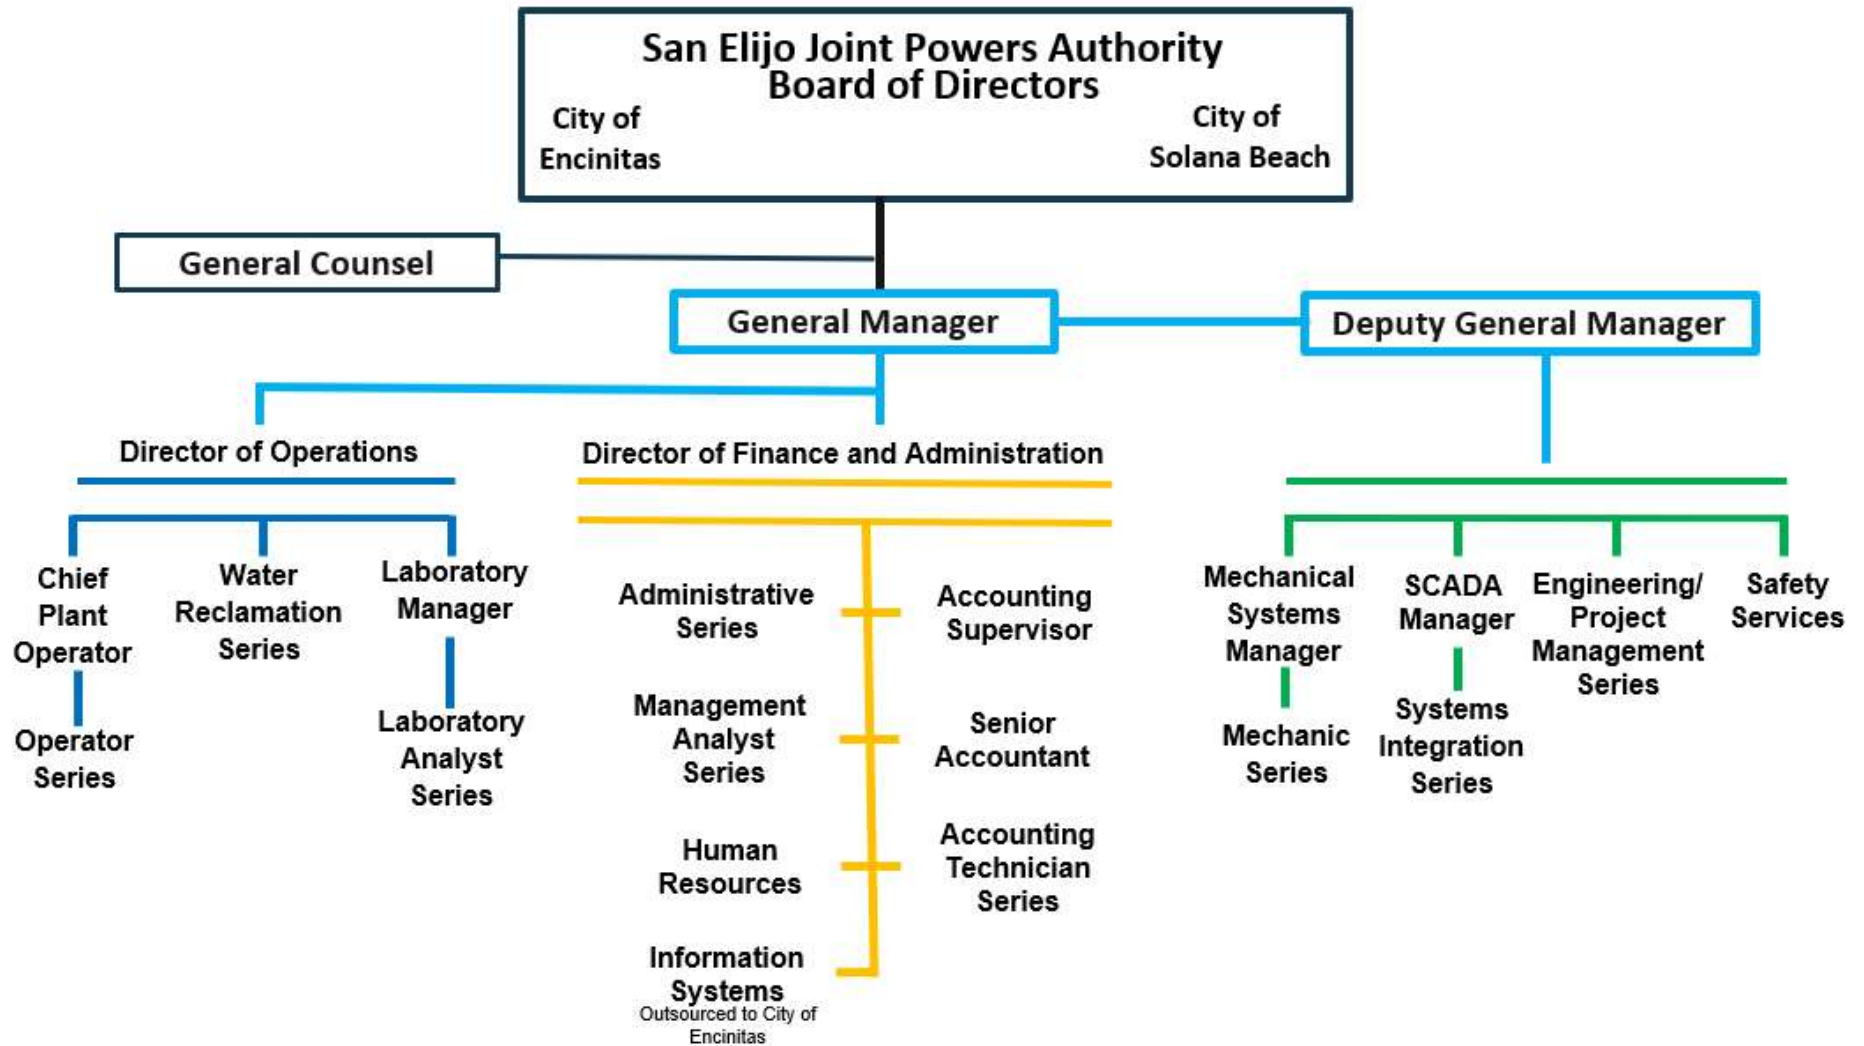 San Elijo Joint Powers Authority
Board of Directors
City of
Encinitas
City of
Solana Beach
General Counsel
General Manager
Deputy General Manager
Director of Operations
Director of Finance and Administration
Chief
Plant
Operator
Water
Reclamation
Series
Laboratory
Manager
Operator
Series
Laboratory
Analyst
Series
Administrative
Series
Accounting
Supervisor
Management
Analyst
Series
Senior
Accountant
Human
Resources
Accounting
Technician
Series
Information
Systems
Outsourced to City of
Encinitas
Mechanical
Systems
Manager
SCADA
Manager
Engineering/
Project
Management
Series
Safety
Services
Mechanic
Series
Systems
Integration
Series